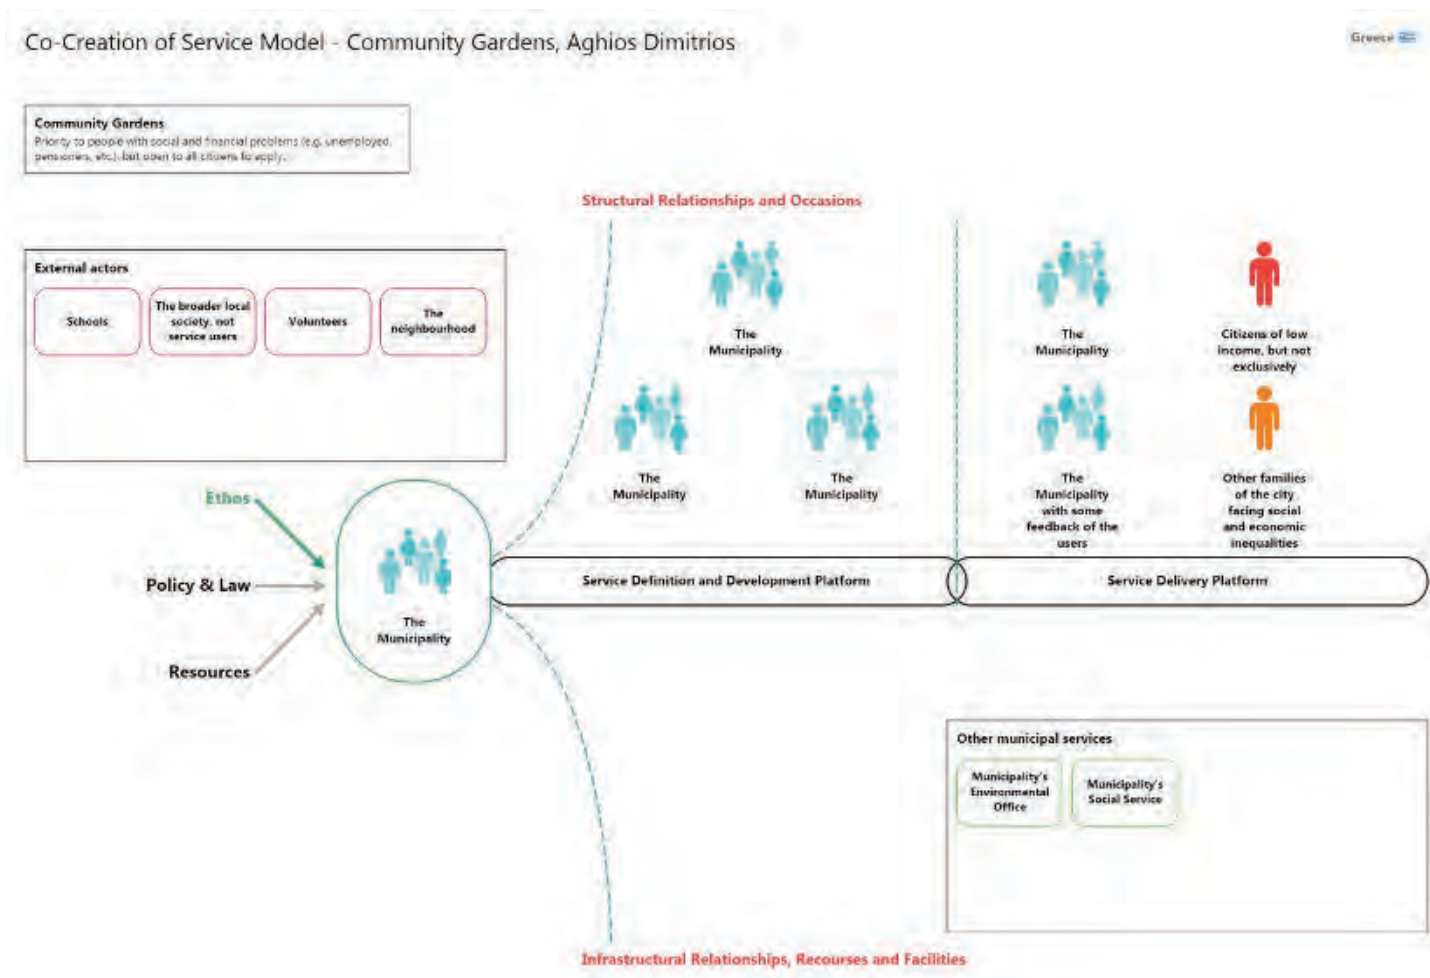 Co-Creation of Service Model - Community Gardens, Aghios Dimitrios
Greece
Community Gardens
Priority to people with social and financial problems (e.g. unemployed,
pensioners, etc.), but open to all citizens to apply.
Structural Relationships and Occasions
External actors
Schools
The broader local
society, not
service users
Volunteers
The
neighbourhood
The
Municipality
The
Municipality
The
Municipality
The
Municipality
Citizens of low
income, but not
exclusively
The
Municipality
with some
feedback of the
users
Other families
of the city
facing social
and economic
inequalities
Ethos
Policy & Law
Resources
The
Municipality
Service Definition and Development Platform
Service Delivery Platform
Other municipal services
Municipality's
Environmental
Office
Municipality's
Social Service
Infrastructural Relationships, Recourses and Facilities